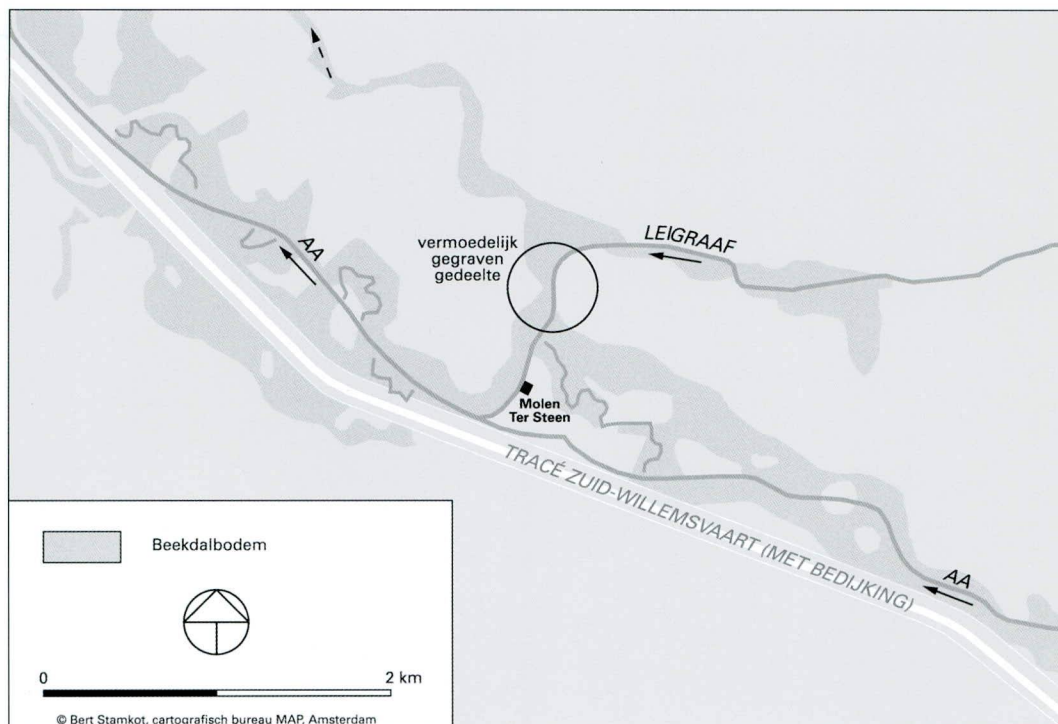 LEIGRAAF
vermoedelijk
gegraven
gedeelte
AA
Molen
Ter Steen
TRACÉ ZUID-WILLEMSVAART (MET BEDIJKING)
AA
Beekdalbodem
0 2 km
© Bert Stamkot, cartografisch bureau MAP, Amsterdam